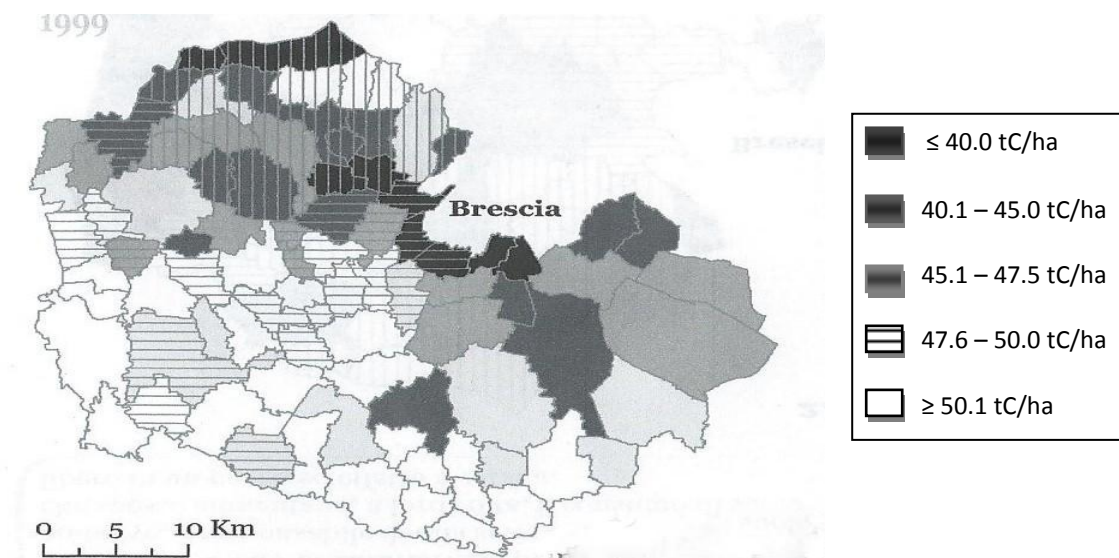 1999
Brescia
0 5 10 Km
≤ 40.0 tC/ha
40.1 – 45.0 tC/ha
45.1 – 47.5 tC/ha
47.6 – 50.0 tC/ha
≥ 50.1 tC/ha